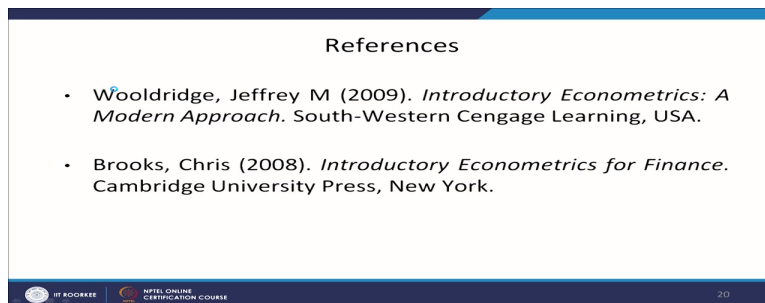 References
• Wooldridge, Jeffrey M (2009). Introductory Econometrics: A
Modern Approach. South-Western Cengage Learning, USA.
• Brooks, Chris (2008). Introductory Econometrics for Finance.
Cambridge University Press, New York.
IIT ROORKEE
NPTEL ONLINE
CERTIFICATION COURSE
20